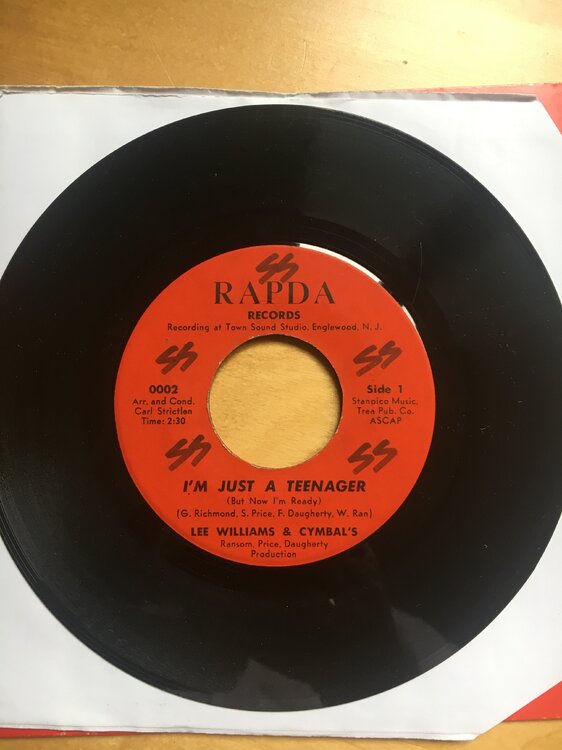 RAPDA
RECORDS
Recording at Town Sound Studio, Englewood, N. J.
0002
Arr. and Cond.
Carl Strictlen
Time: 2:30
Side 1
Stanpico Music,
Trea Pub. Co.
ASCAP
I'M JUST A TEENAGER
(But Now I'm Ready)
(G. Richmond, S. Price, F. Daugherty, W. Ran)
LEE WILLIAMS & CYMBAL'S
Ransom, Price, Daugherty
Production